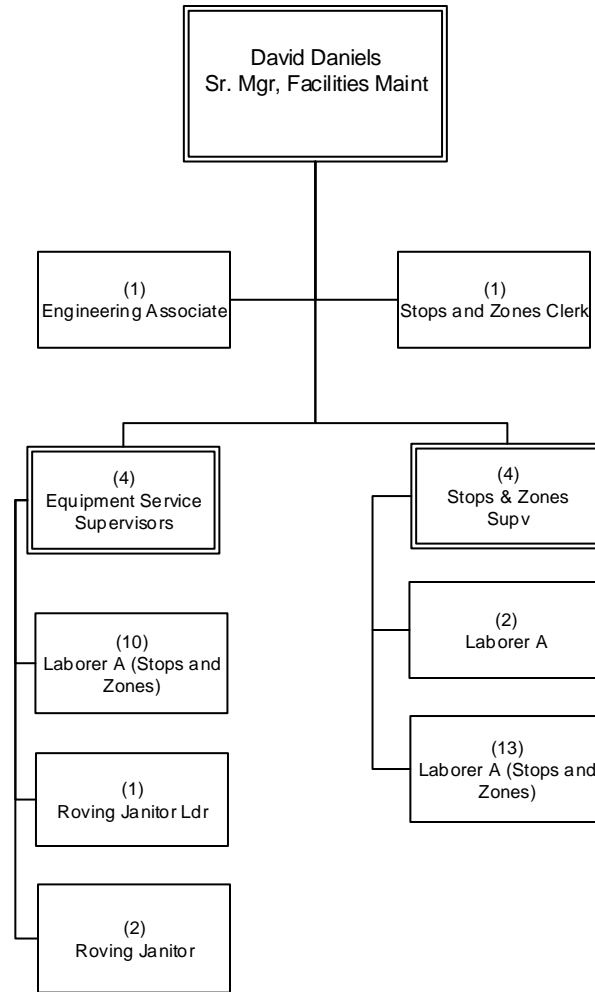 David Daniels
Sr. Mgr, Facilities Maint
(1)
Engineering Associate
(1)
Stops and Zones Clerk
(4)
Equipment Service
Supervisors
(10)
Laborer A (Stops and
Zones)
(1)
Roving Janitor Ldr
(2)
Roving Janitor
(4)
Stops & Zones
Supv
(2)
Laborer A
(13)
Laborer A (Stops and
Zones)